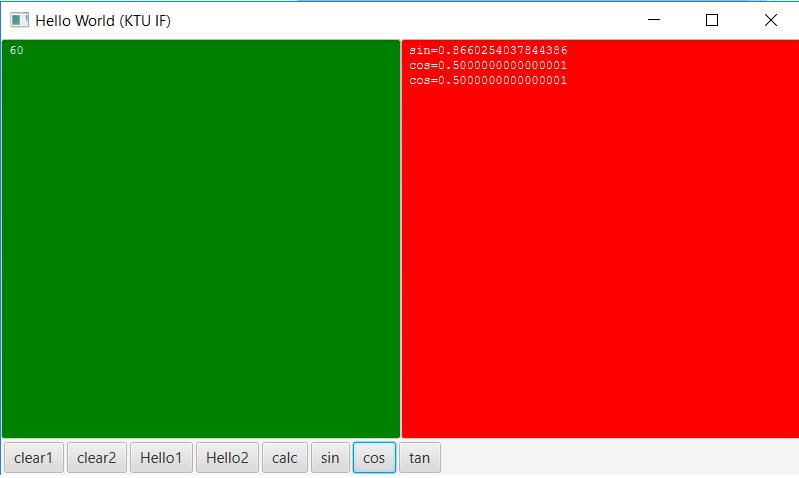 Hello World (KTU IF)
60
sin=0.8660254037844386
cos=0.5000000000000001
cos=0.5000000000000001
clear1 clear2 Hello1 Hello2 calc sin cos tan